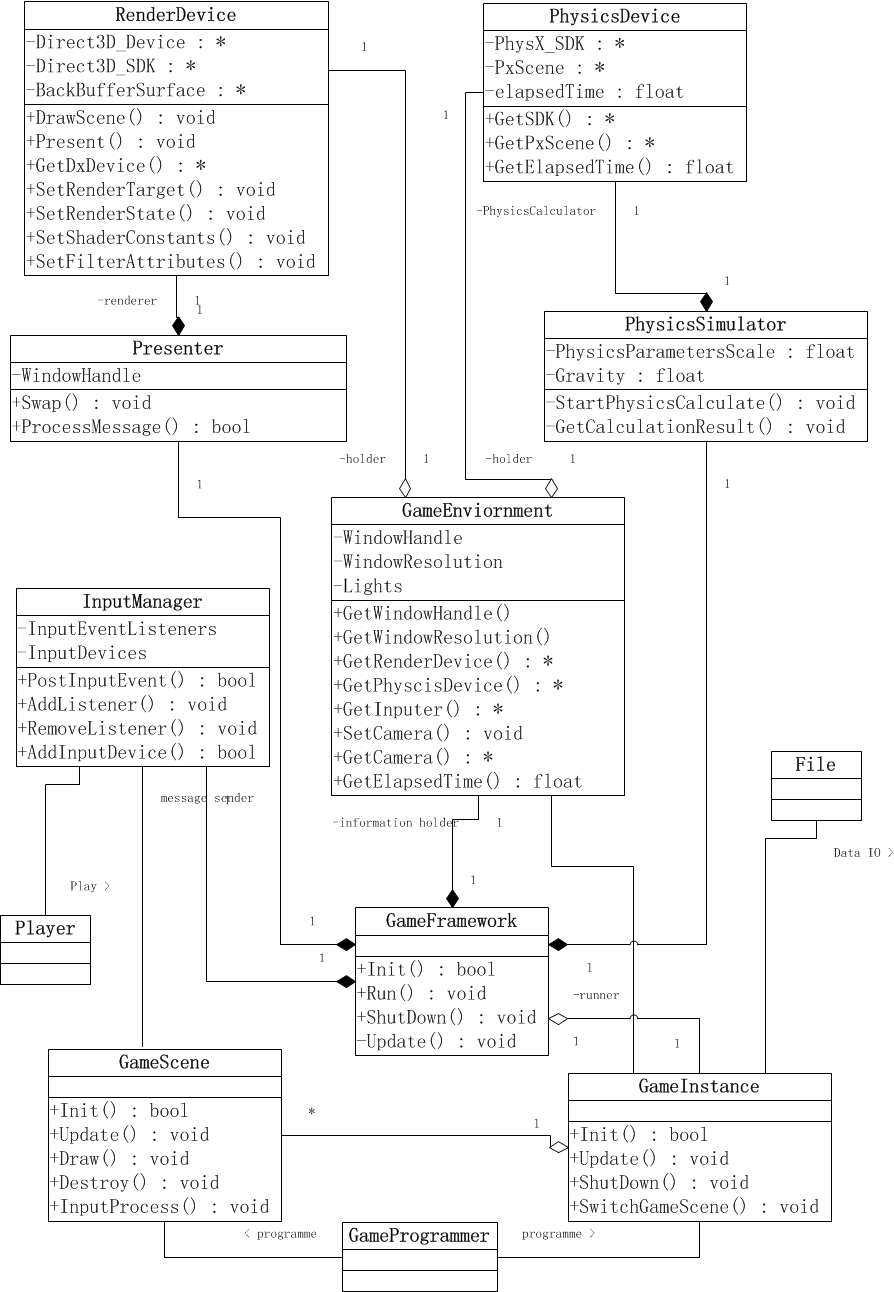 RenderDevice
-Direct3D_Device : *
-Direct3D_SDK : *
-BackBufferSurface : *
+DrawScene() : void
+Present() : void
+GetDxDevice() : *
+SetRenderTarget() : void
+SetRenderState() : void
+SetShaderConstants() : void
+SetFilterAttributes() : void
1
PhysicsDevice
-PhysX_SDK : *
-PxScene : *
-elapsedTime : float
+GetSDK() : *
+GetPxScene() : *
+GetElapsedTime() : float
1
-PhysicsCalculator
1
1
-renderer
1
1
Presenter
-WindowHandle
+Swap() : void
+ProcessMessage() : bool
1
PhysicsSimulator
-PhysicsParametersScale : float
-Gravity : float
-StartPhysicsCalculate() : void
-GetCalculationResult() : void
1
-holder
1
-holder
1
GameEnviornment
-WindowHandle
-WindowResolution
-Lights
+GetWindowHandle()
+GetWindowResolution()
+GetRenderDevice() : *
+GetPhyscisDevice() : *
+GetInputer() : *
+SetCamera() : void
+GetCamera() : *
+GetElapsedTime() : float
InputManager
-InputEventListeners
-InputDevices
+PostInputEvent() : bool
+AddListener() : void
+RemoveListener() : void
+AddInputDevice() : bool
message sender
1
File
Data IO >
-information holder
1
1
Play >
Player
1
1
GameFramework
+Init() : bool
+Run() : void
+ShutDown() : void
-Update() : void
1
-runner
1
1
GameScene
+Init() : bool
+Update() : void
+Draw() : void
+Destroy() : void
+InputProcess() : void
*
1
GameInstance
+Init() : bool
+Update() : void
+ShutDown() : void
+SwitchGameScene() : void
< programme
GameProgrammer
programme >